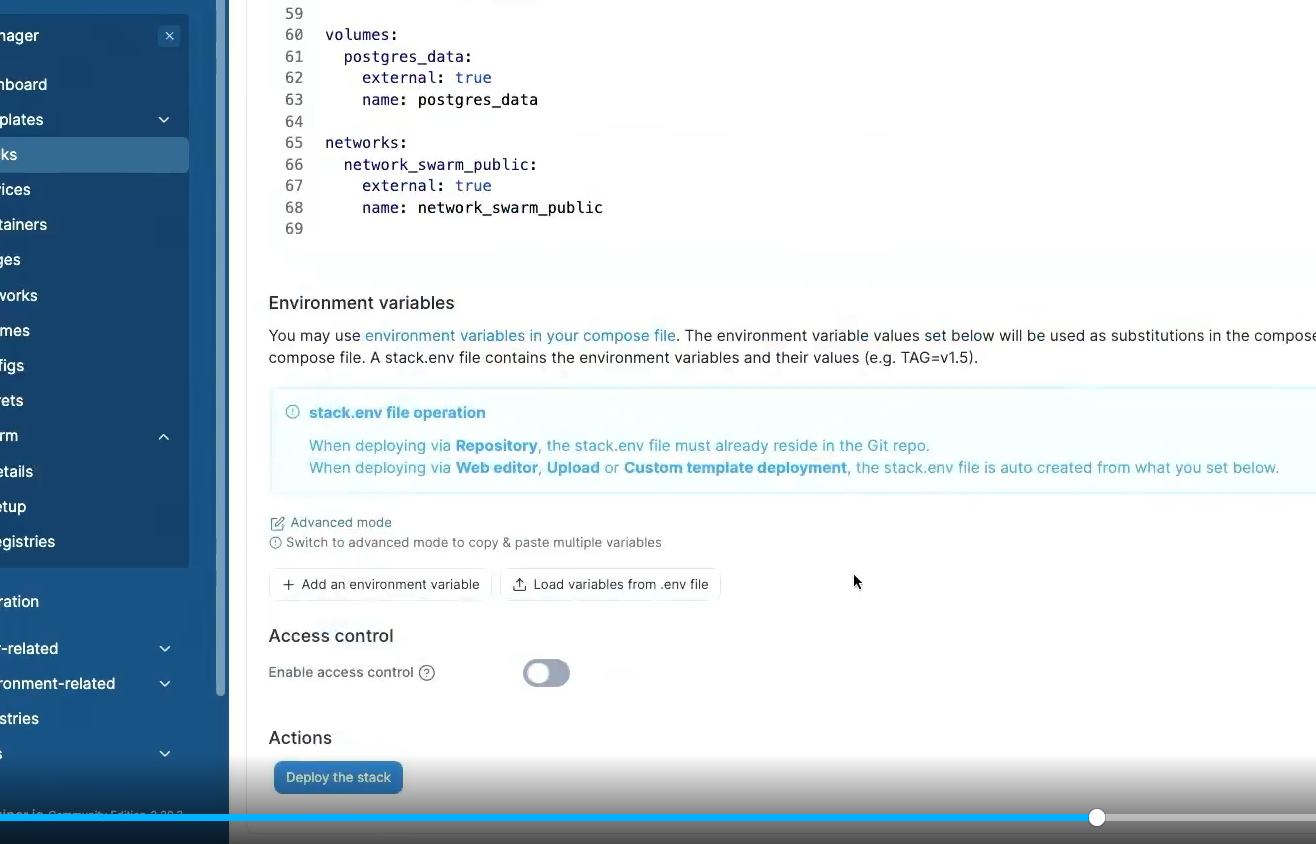 59
60 volumes:
61 postgres_data:
62 external: true
63 name: postgres_data
64
65 networks:
66 network_swarm_public:
67 external: true
68 name: network_swarm_public
69
nager
nboard
plates
ks
ices
tainers
ges
works
mes
figs
rets
rm
etails
etup
egistries
ration
r-related
ronment-related
stries
s
Environment variables
You may use environment variables in your compose file. The environment variable values set below will be used as substitutions in the compose
compose file. A stack.env file contains the environment variables and their values (e.g. TAG=v1.5).
stack.env file operation
When deploying via Repository, the stack.env file must already reside in the Git repo.
When deploying via Web editor, Upload or Custom template deployment, the stack.env file is auto created from what you set below.
Advanced mode
Switch to advanced mode to copy & paste multiple variables
+ Add an environment variable
Load variables from .env file
Access control
Enable access control
Actions
Deploy the stack
Community Edition